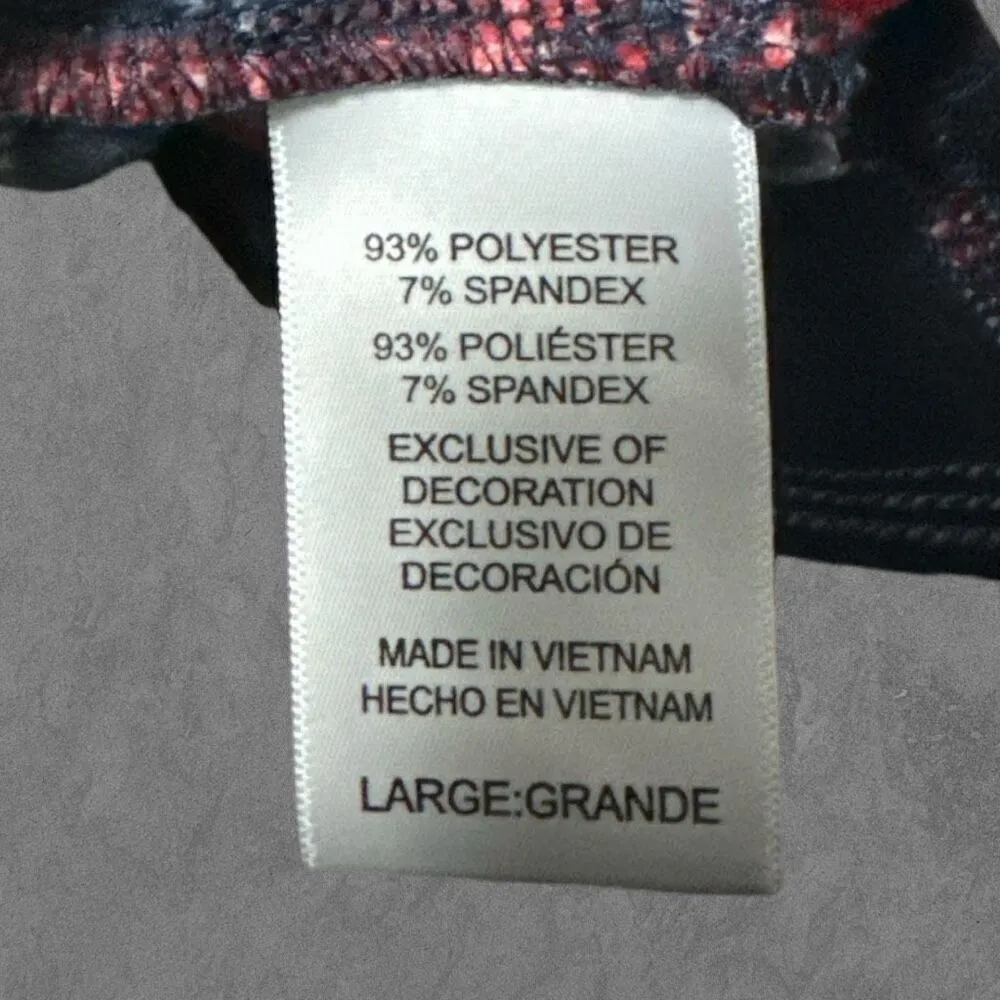 93% POLYESTER
7% SPANDEX
93% POLIÉSTER
7% SPANDEX
EXCLUSIVE OF
DECORATION
EXCLUSIVO DE
DECORACIÓN
MADE IN VIETNAM
HECHO EN VIETNAM
LARGE:GRANDE